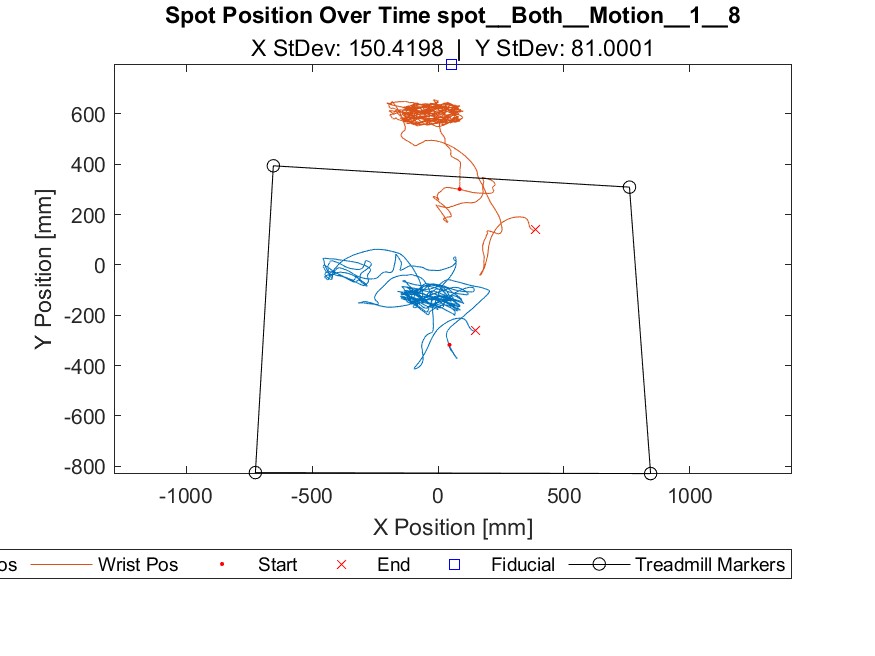 Spot Position Over Time spot__Both__Motion__1__8
X StDev: 150.4198 | Y StDev: 81.0001
600
400
200
0
-200
-400
-600
-800
Y Position [mm]
-1000 -500 0 500 1000
X Position [mm]
os Wrist Pos Start End Fiducial Treadmill Markers